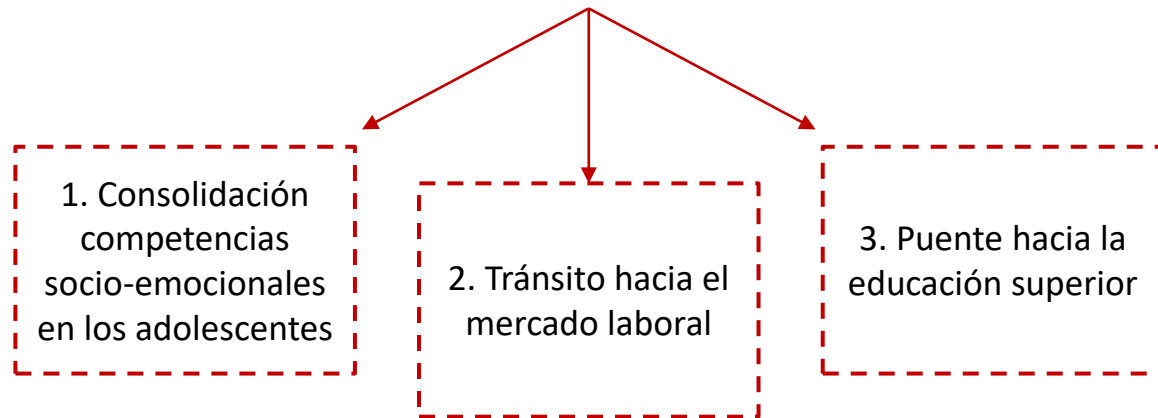 1. Consolidación
competencias
socio-emocionales
en los adolescentes
2. Tránsito hacia el
mercado laboral
3. Puente hacia la
educación superior